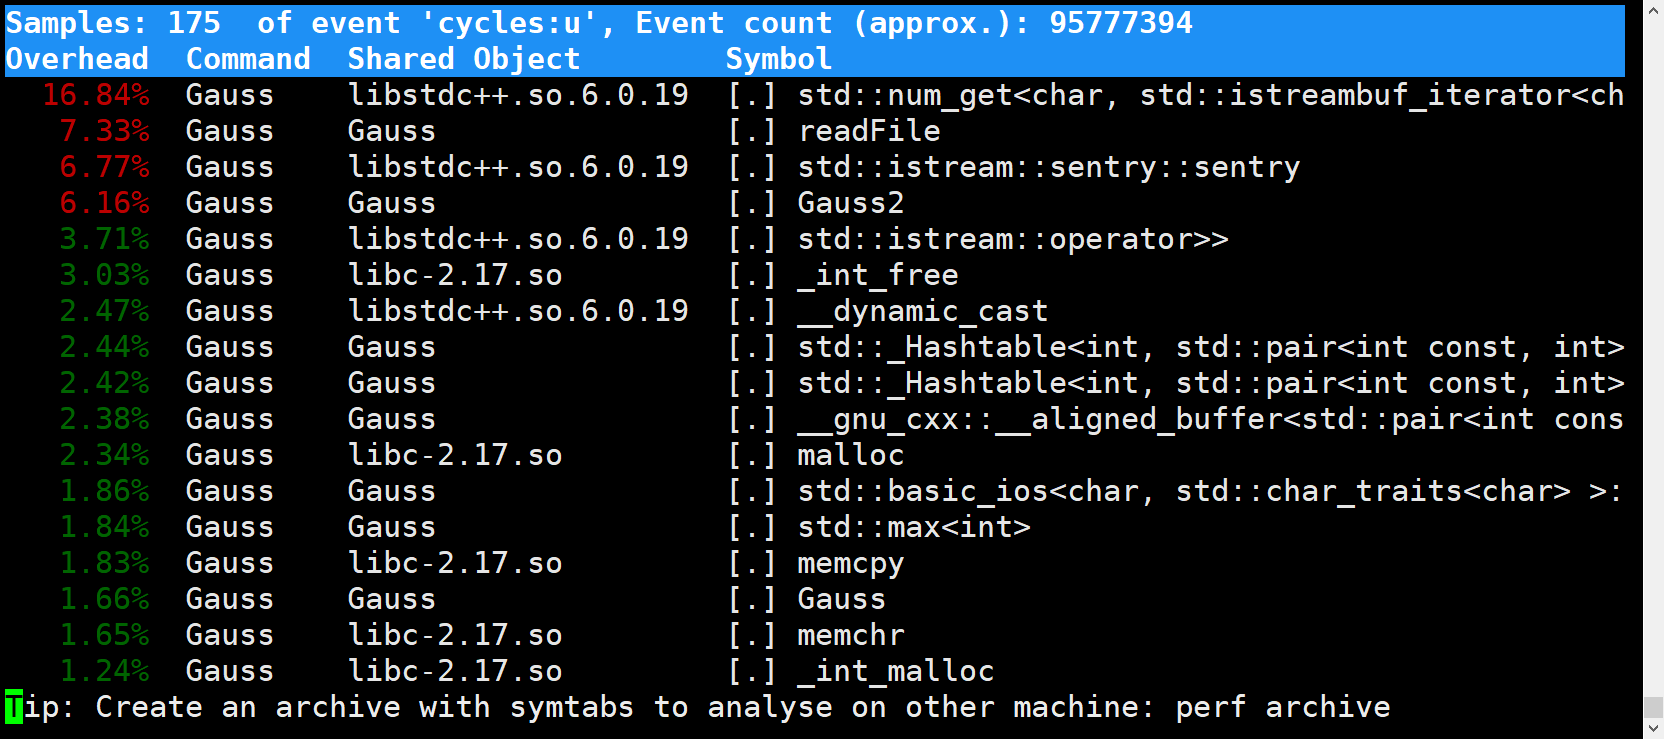 Samples: 175  of event 'cycles:u', Event count (approx.): 95777394
Overhead  Command  Shared Object        Symbol
  16.84%  Gauss    libstdc++.so.6.0.19  [.] std::num_get<char, std::istreambuf_iterator<ch
   7.33%  Gauss    Gauss                [.] readFile
   6.77%  Gauss    libstdc++.so.6.0.19  [.] std::istream::sentry::sentry
   6.16%  Gauss    Gauss                [.] Gauss2
   3.71%  Gauss    libstdc++.so.6.0.19  [.] std::istream::operator>>
   3.03%  Gauss    libc-2.17.so         [.] _int_free
   2.47%  Gauss    libstdc++.so.6.0.19  [.] __dynamic_cast
   2.44%  Gauss    Gauss                [.] std::_Hashtable<int, std::pair<int const, int>
   2.42%  Gauss    Gauss                [.] std::_Hashtable<int, std::pair<int const, int>
   2.38%  Gauss    Gauss                [.] __gnu_cxx::__aligned_buffer<std::pair<int cons
   2.34%  Gauss    libc-2.17.so         [.] malloc
   1.86%  Gauss    Gauss                [.] std::basic_ios<char, std::char_traits<char> >:
   1.84%  Gauss    Gauss                [.] std::max<int>
   1.83%  Gauss    libc-2.17.so         [.] memcpy
   1.66%  Gauss    Gauss                [.] Gauss
   1.65%  Gauss    libc-2.17.so         [.] memchr
   1.24%  Gauss    libc-2.17.so         [.] _int_malloc
Tip: Create an archive with symtabs to analyse on other machine: perf archive